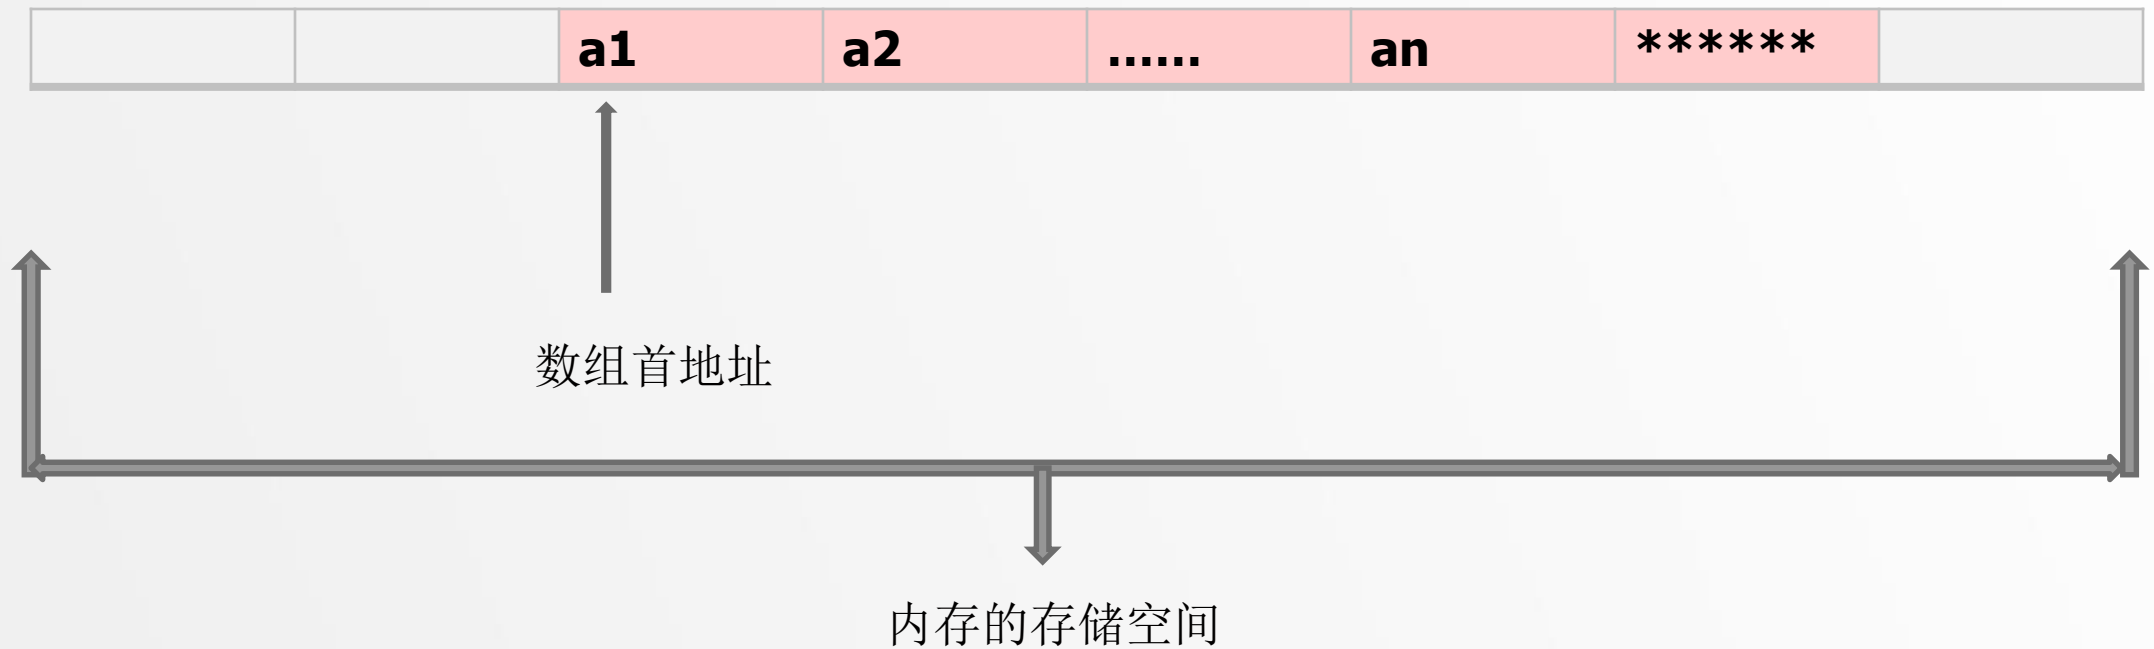 a1 a2 ...... an ******
数组首地址
内存的存储空间